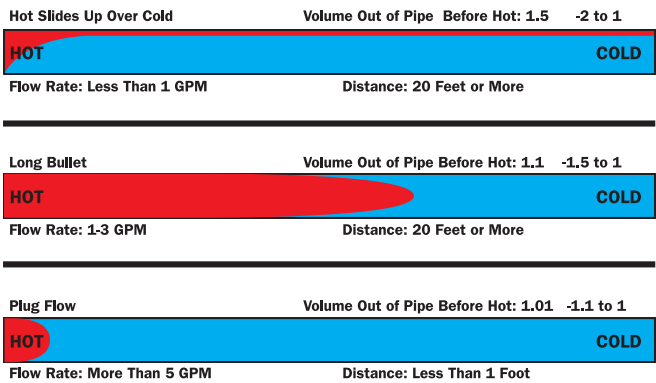 Hot Slides Up Over Cold Volume Out of Pipe Before Hot: 1.5 -2 to 1
HOT COLD
Flow Rate: Less Than 1 GPM Distance: 20 Feet or More
Long Bullet Volume Out of Pipe Before Hot: 1.1 -1.5 to 1
HOT COLD
Flow Rate: 1-3 GPM Distance: 20 Feet or More
Plug Flow Volume Out of Pipe Before Hot: 1.01 -1.1 to 1
HOT COLD
Flow Rate: More Than 5 GPM Distance: Less Than 1 Foot